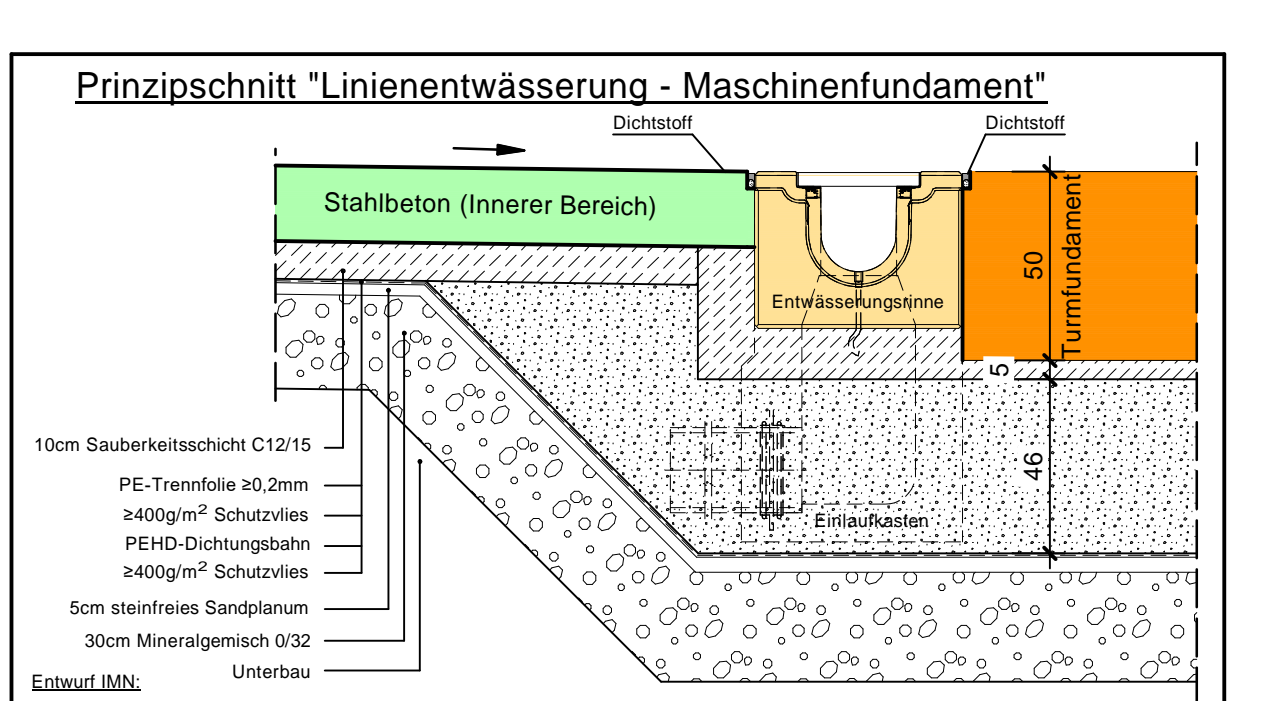 Prinzipschnitt "Linienentwässerung - Maschinenfundament"
Dichtstoff
Dichtstoff
Stahlbeton (Innerer Bereich)
Entwässerungsrinne
50
Turmfundament
5
46
Einlaufkasten
10cm Sauberkeitsschicht C12/15
PE-Trennfolie ≥0,2mm
≥400g/m² Schutzvlies
PEHD-Dichtungsbahn
≥400g/m² Schutzvlies
5cm steinfreies Sandplanum
30cm Mineralgemisch 0/32
Unterbau
Entwurf IMN: